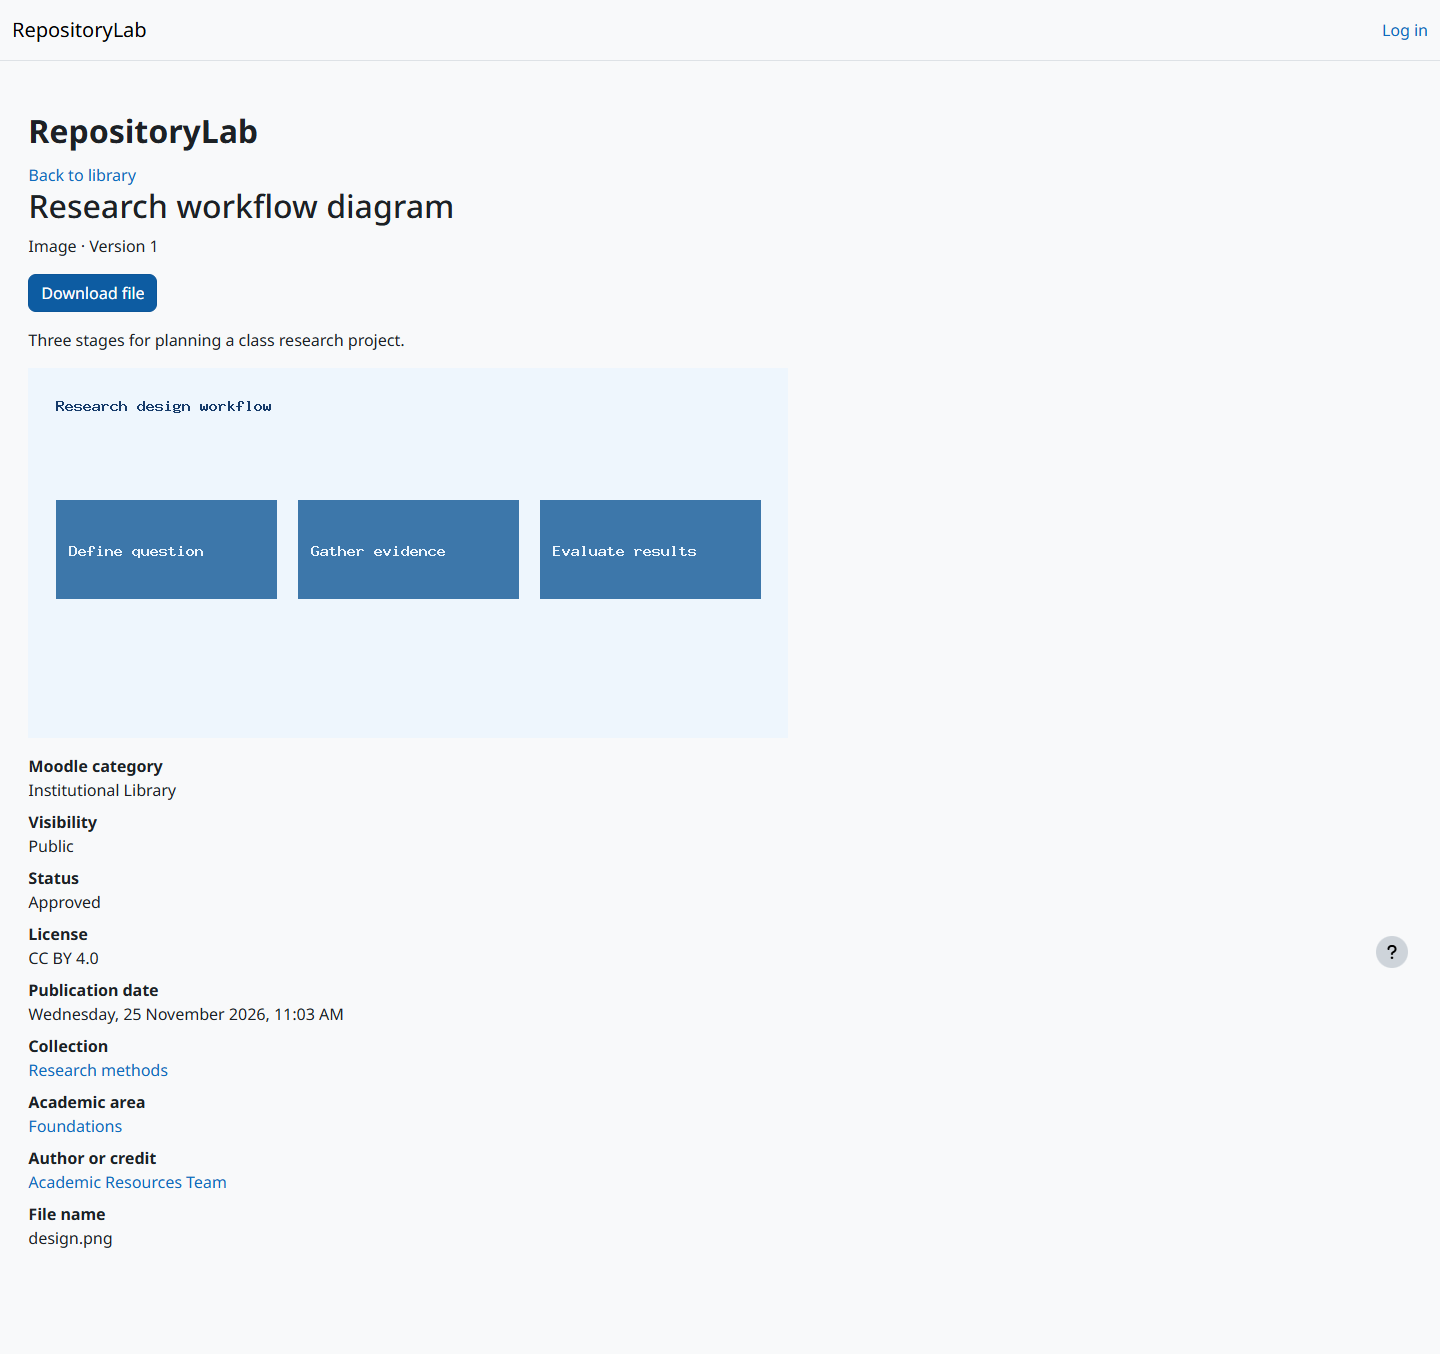 RepositoryLab
Log in
RepositoryLab
Back to library
Research workflow diagram
Image · Version 1
Download file
Three stages for planning a class research project.
Research design workflow
Define question
Gather evidence
Evaluate results
Moodle category
Institutional Library
Visibility
Public
Status
Approved
License
CC BY 4.0
?
Publication date
Wednesday, 25 November 2026, 11:03 AM
Collection
Research methods
Academic area
Foundations
Author or credit
Academic Resources Team
File name
design.png